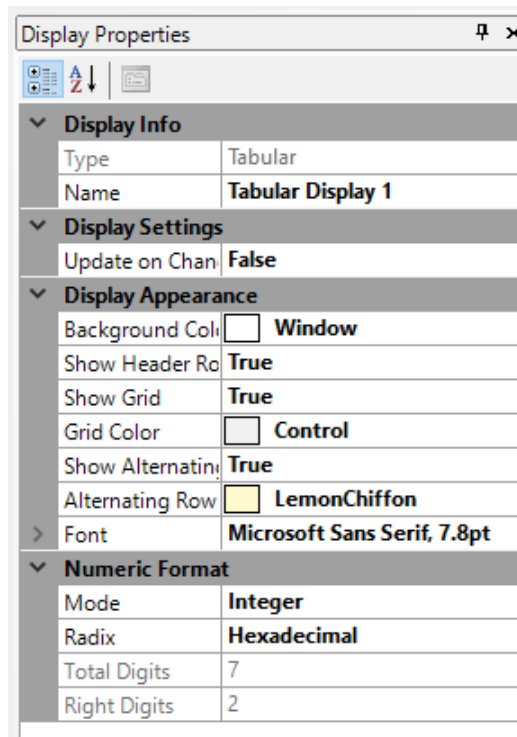 Display Properties
Display Info
Type Tabular
Name Tabular Display 1
Display Settings
Update on Chan False
Display Appearance
Background Col Window
Show Header Ro True
Show Grid True
Grid Color Control
Show Alternatin True
Alternating Row LemonChiffon
Font Microsoft Sans Serif, 7.8pt
Numeric Format
Mode Integer
Radix Hexadecimal
Total Digits 7
Right Digits 2